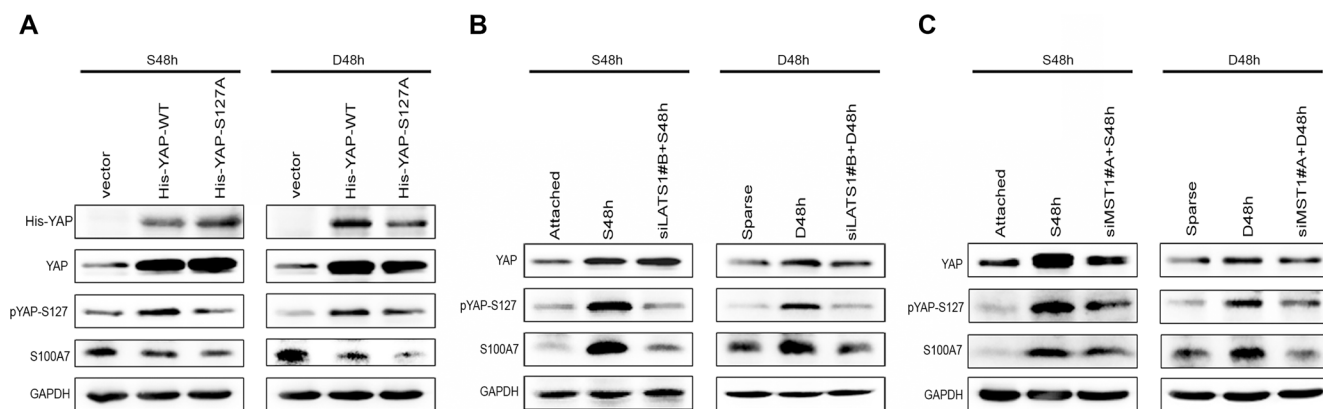 A
S48h
D48h
vector
His-YAP-WT
His-YAP-S127A
vector
His-YAP-WT
His-YAP-S127A
His-YAP
YAP
pYAP-S127
S100A7
GAPDH
B
S48h
D48h
Attached
S48h
siLATS1#B+S48h
Sparse
D48h
siLATS1#B+D48h
YAP
pYAP-S127
S100A7
GAPDH
C
S48h
D48h
Attached
S48h
siMST1#A+S48h
Sparse
D48h
siMST1#A+D48h
YAP
pYAP-S127
S100A7
GAPDH